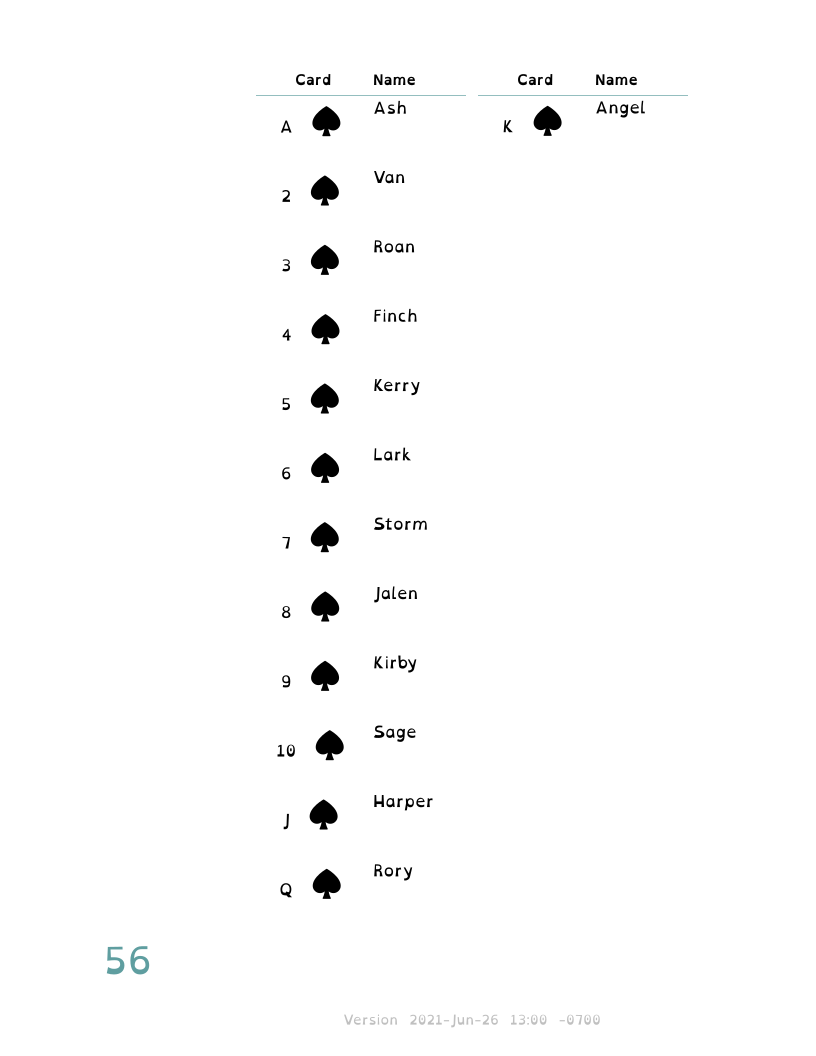 Card Name Card Name
A ♠ Ash K ♠ Angel
2 ♠ Van
3 ♠ Roan
4 ♠ Finch
5 ♠ Kerry
6 ♠ Lark
7 ♠ Storm
8 ♠ Jalen
9 ♠ Kirby
10 ♠ Sage
J ♠ Harper
Q ♠ Rory
56
Version 2021-Jun-26 13:00 -0700